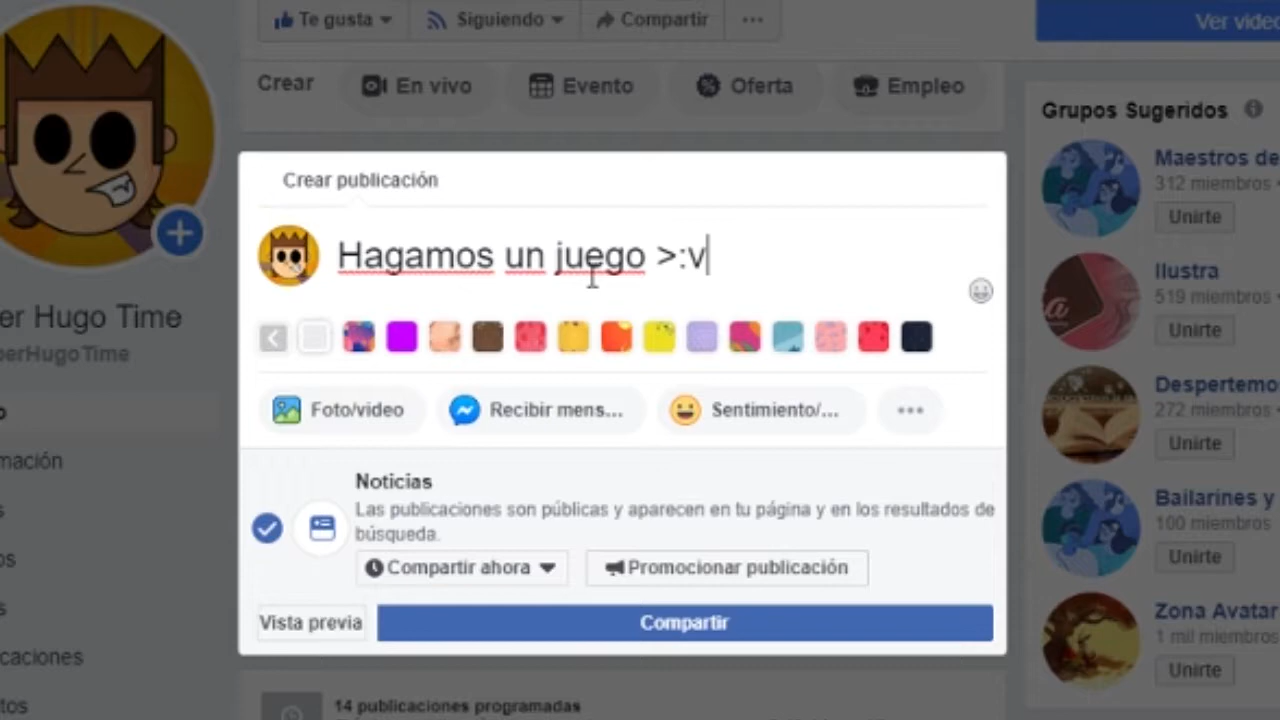 Te gusta
Siguiendo
Compartir
Ver video
Crear
En vivo
Evento
Oferta
Empleo
Grupos Sugeridos
Maestros de
312 miembros
Unirte
Ilustra
519 miembros
Unirte
Despertemo
272 miembros
Unirte
Bailarines y
100 miembros
Unirte
Zona Avatar
1 mil miembros
Unirte
er Hugo Time
perHugoTime
mación
caciones
Crear publicación
Hagamos un juego >:v
Foto/video
Recibir mens...
Sentimiento/...
Noticias
Las publicaciones son públicas y aparecen en tu página y en los resultados de
búsqueda.
Compartir ahora
Promocionar publicación
Vista previa
Compartir
14 publicaciones programadas